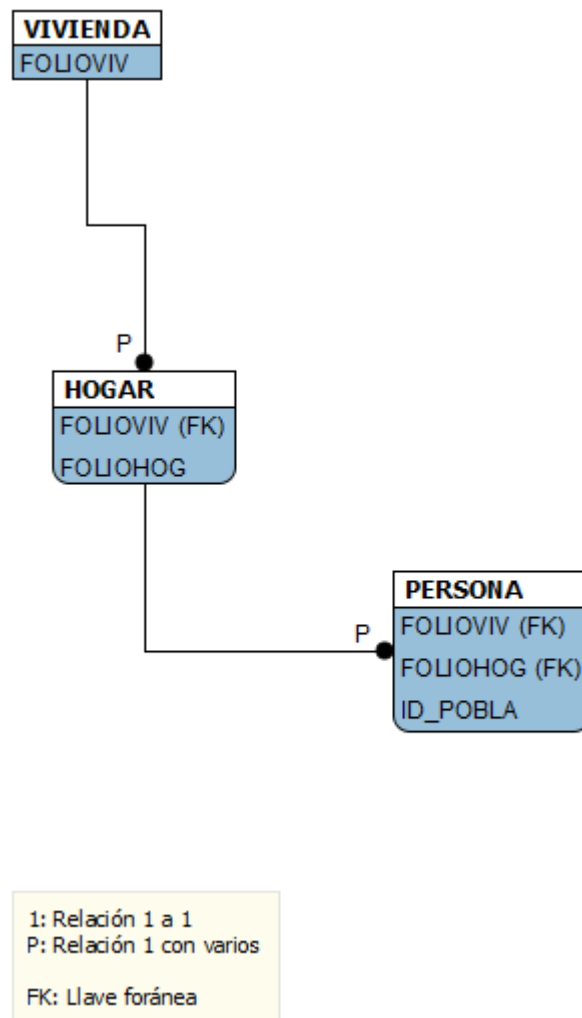 VIVIENDA
FOLIOVIV
P
HOGAR
FOLIOVIV (FK)
FOLIOHOG
P
PERSONA
FOLIOVIV (FK)
FOLIOHOG (FK)
ID_POBLA
1: Relación 1 a 1
P: Relación 1 con varios
FK: Llave foránea